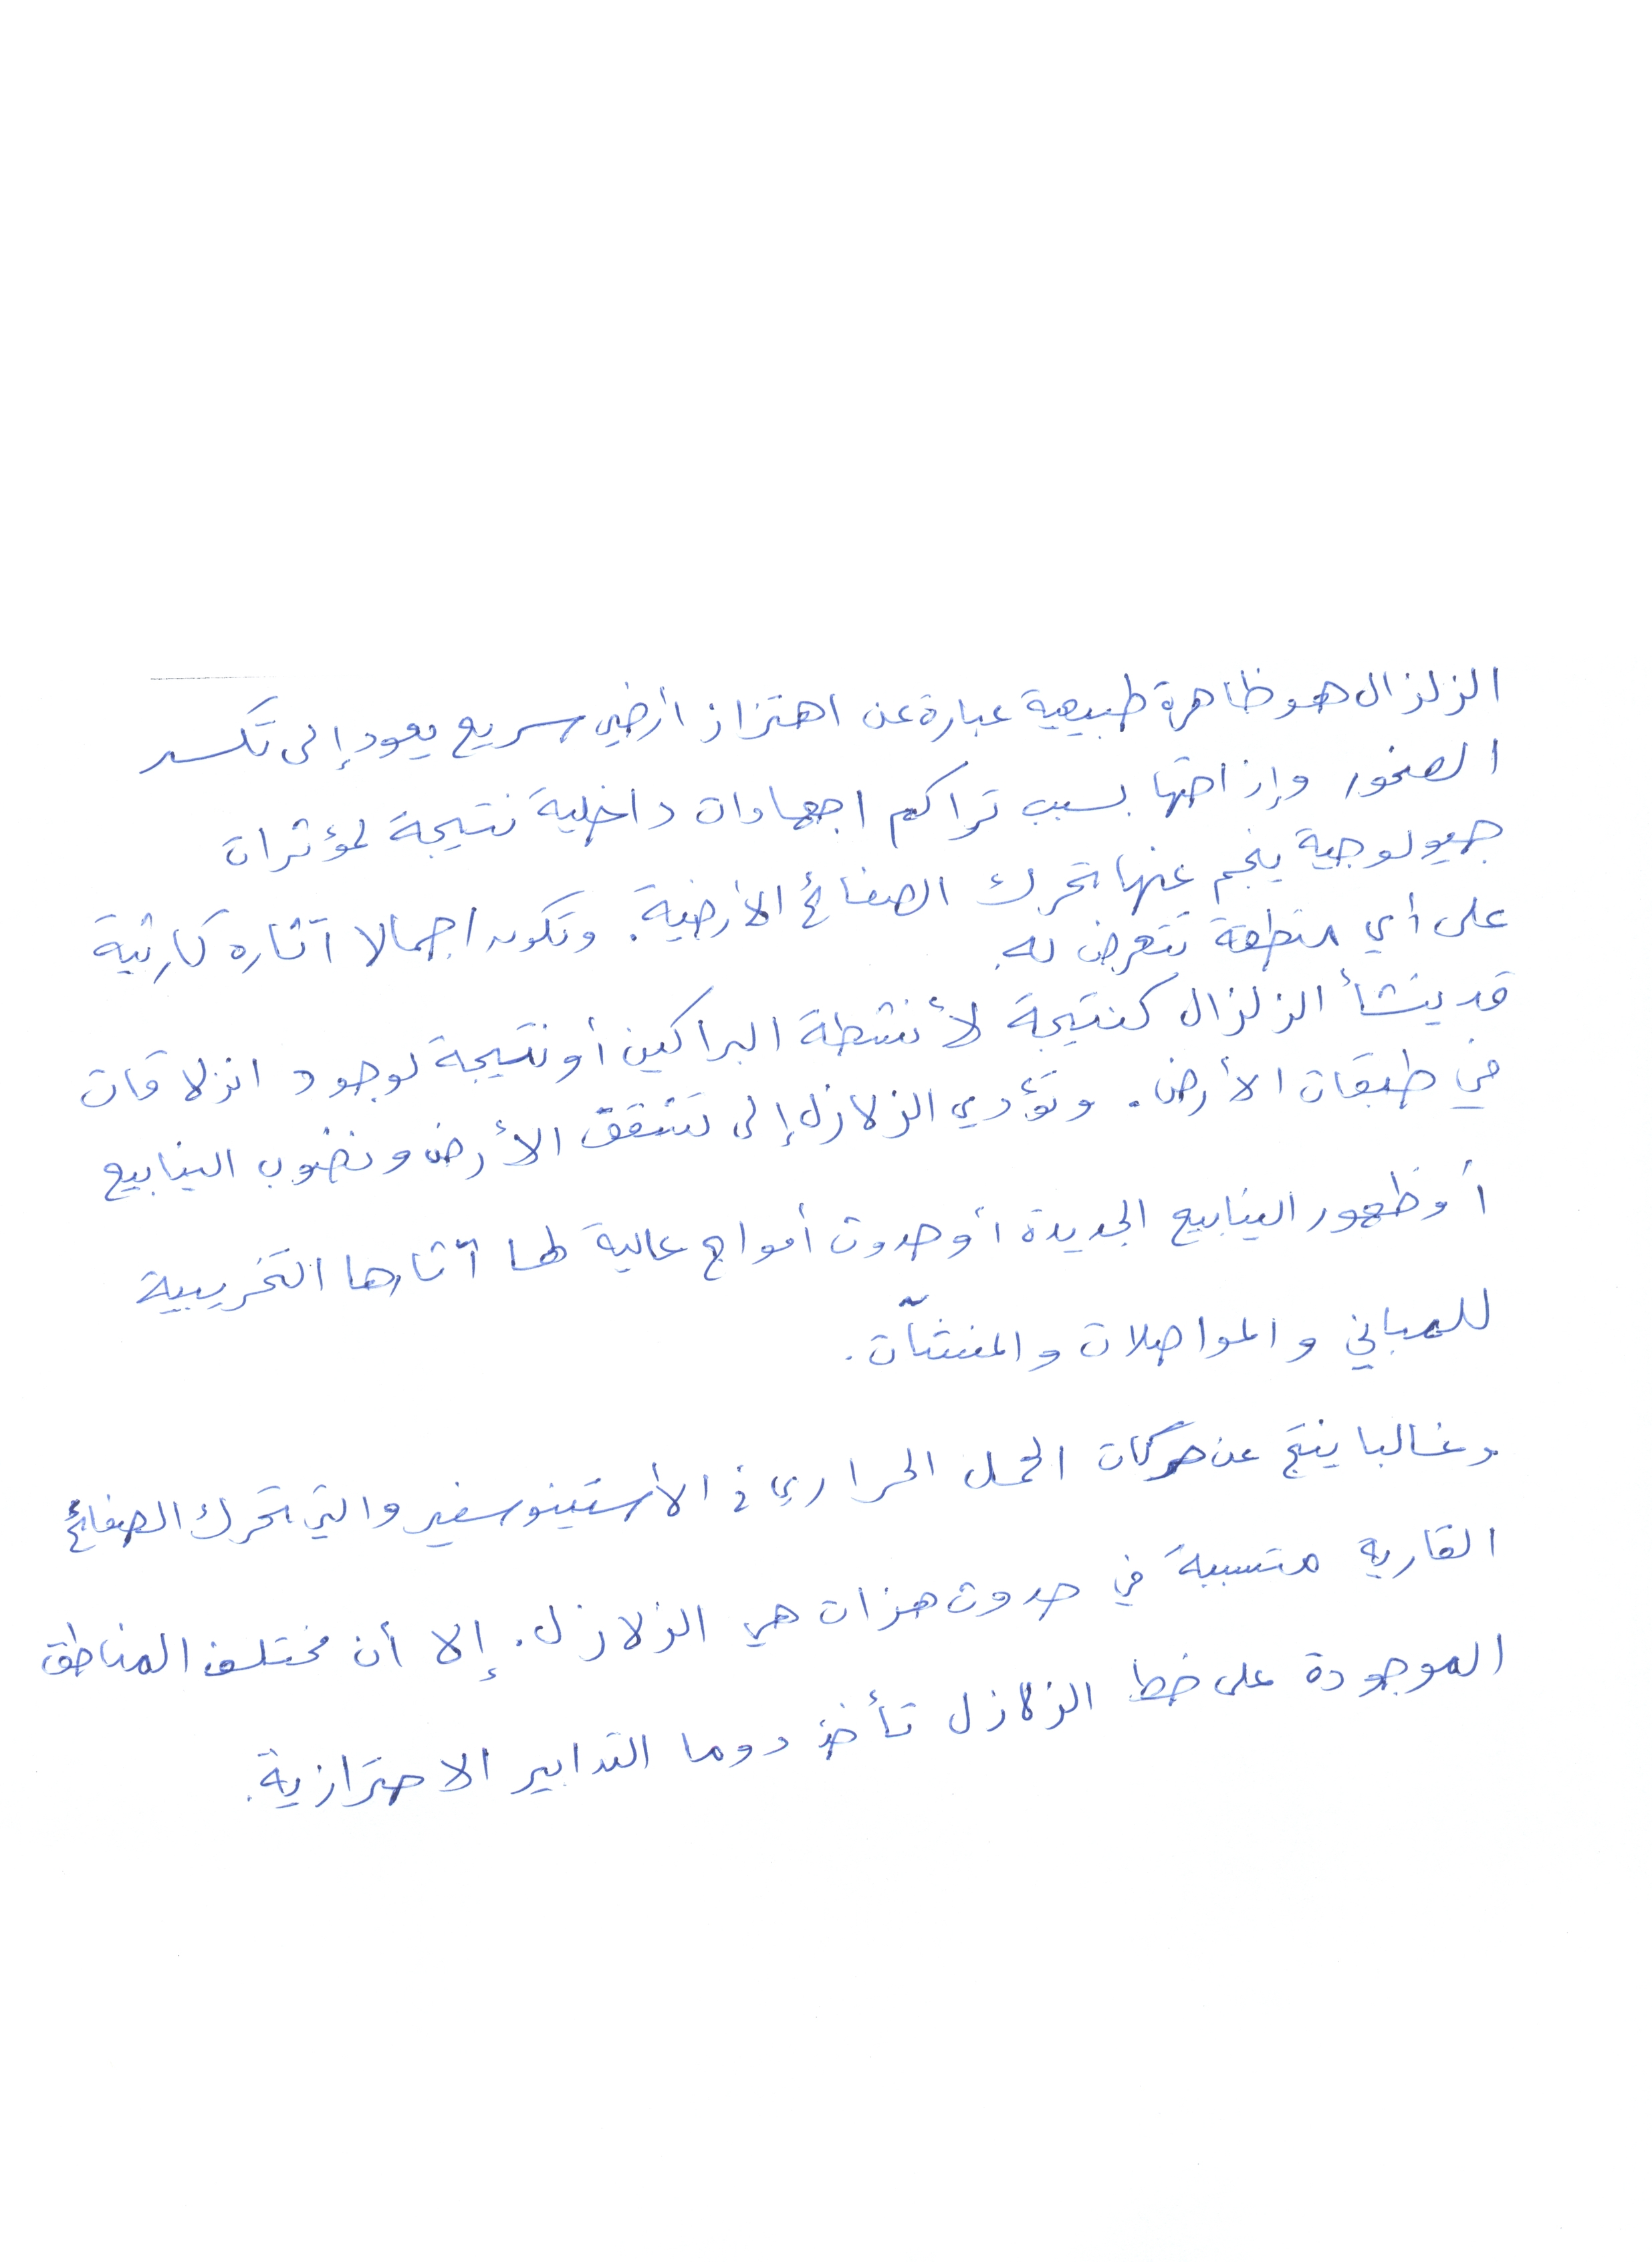 الزلزال هو ظاهرة طبيعية عبارة عن اهتزاز أرضي سريع يعود إلى تكسر
الصخور وإزاحتها بسبب تراكم اجهادات داخلية نتيجة لمؤثرات
جيولوجية ينجم عنها تحرك الصفائح الأرضية. وتكون اجمالا آثاره كارثية
على أي منطقة تتعرض له.
قد ينشأ الزلزال كنتيجة لأنشطة البراكين أو نتيجة لوجود انزلاقات
في طبقات الأرض. وتؤدي الزلازل إلى تشقق الأرض ونضوب الينابيع
أو ظهور الينابيع الجديدة أو حدوث أمواج عالية لها آثارها التخريبية
للمباني والمواصلات والمنشآت.
وغالبا ينتج عن حركات الحمل الحراري في الأستينوسفير والتي تحرك الصفائح
القارية متسببة في حدوث هزات هي الزلازل. إلا أن مختلف المناطق
الموجودة على خط الزلازل تأخذ دوما التدابير الاحترازية.